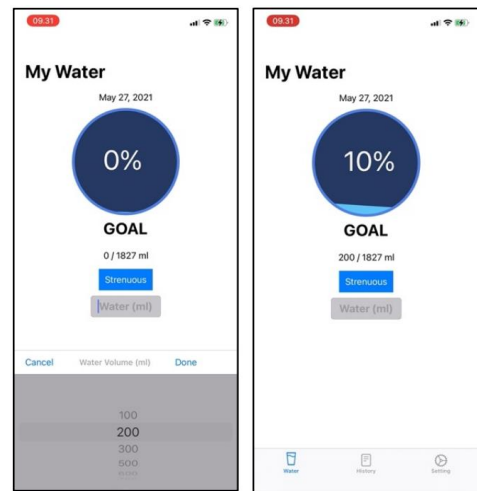 09.31
My Water
May 27, 2021
0%
GOAL
0 / 1827 ml
Strenuous
Water (ml)
Cancel Water Volume (ml) Done
100
200
300
500
09.31
My Water
May 27, 2021
10%
GOAL
200 / 1827 ml
Strenuous
Water (ml)
Water History Setting